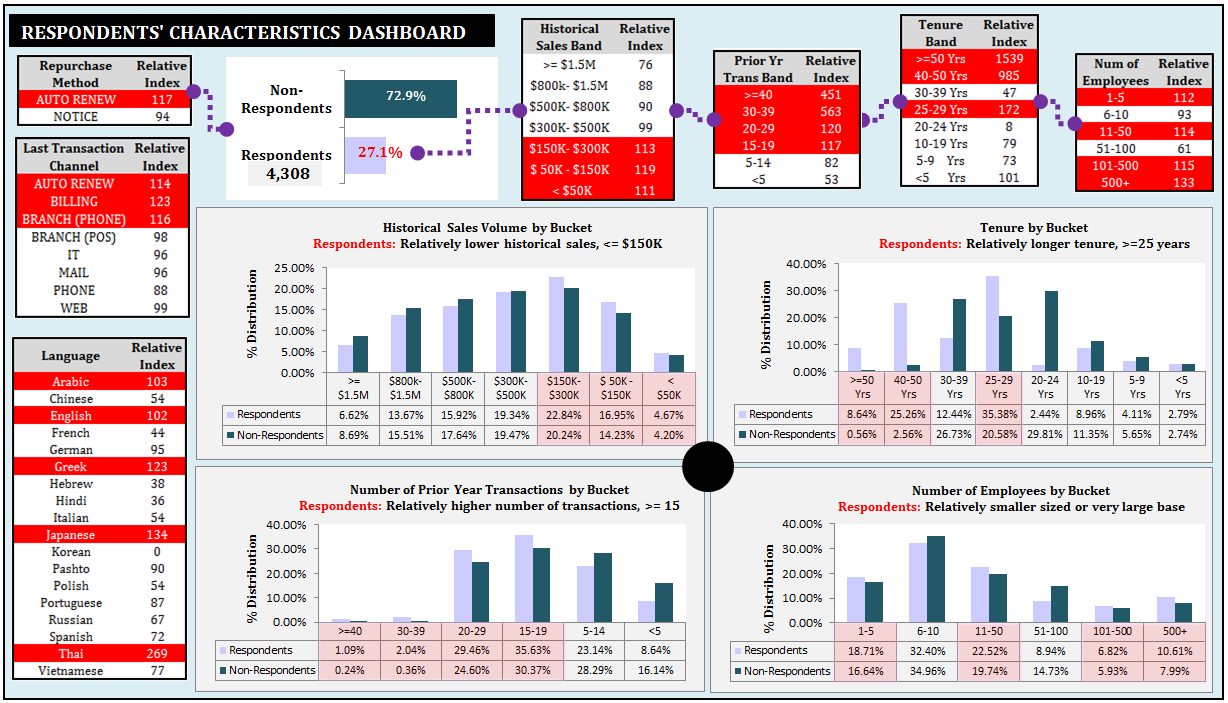 RESPONDENTS' CHARACTERISTICS DASHBOARD
Repurchase Relative
Method Index
AUTO RENEW 117
NOTICE 94
Last Transaction Relative
Channel Index
AUTO RENEW 114
BILLING 123
BRANCH (PHONE) 116
BRANCH (POS) 98
IT 96
MAIL 96
PHONE 88
WEB 99
Language Relative
Index
Arabic 103
Chinese 54
English 102
French 44
German 95
Greek 123
Hebrew 38
Hindi 36
Italian 54
Japanese 134
Korean 0
Pashto 90
Polish 54
Portuguese 87
Russian 67
Spanish 72
Thai 269
Vietnamese 77
Non-
Respondents
72.9%
Respondents
27.1%
4,308
Historical Relative
Sales Band Index
>= $1.5M 76
$800k- $1.5M 88
$500K- $800K 90
$300K- $500K 99
$150K- $300K 113
$ 50K - $150K 119
< $50K 111
Prior Yr Relative
Trans Band Index
>=40 451
30-39 563
20-29 120
15-19 117
5-14 82
<5 53
Tenure Relative
Band Index
>=50 Yrs 1539
40-50 Yrs 985
30-39 Yrs 47
25-29 Yrs 172
20-24 Yrs 8
10-19 Yrs 79
5-9 Yrs 73
<5 Yrs 101
Num of Relative
Employees Index
1-5 112
6-10 93
11-50 114
51-100 61
101-500 115
500+ 133
Historical Sales Volume by Bucket
Respondents: Relatively lower historical sales, <= $150K
% Distribution
25.00%
20.00%
15.00%
10.00%
5.00%
0.00%
>= $800k- $500K- $300K- $150K- $ 50K - <
$1.5M $1.5M $800K $500K $300K $150K $50K
Respondents 6.62% 13.67% 15.92% 19.34% 22.84% 16.95% 4.67%
Non-Respondents 8.69% 15.51% 17.64% 19.47% 20.24% 14.23% 4.20%
Tenure by Bucket
Respondents: Relatively longer tenure, >=25 years
% Distribution
40.00%
30.00%
20.00%
10.00%
0.00%
>=50 40-50 30-39 25-29 20-24 10-19 5-9 <5
Yrs Yrs Yrs Yrs Yrs Yrs Yrs Yrs
Respondents 8.64% 25.26% 12.44% 35.38% 2.44% 8.96% 4.11% 2.79%
Non-Respondents 0.56% 2.56% 26.73% 20.58% 29.81% 11.35% 5.65% 2.74%
Number of Prior Year Transactions by Bucket
Respondents: Relatively higher number of transactions, >= 15
% Distribution
40.00%
30.00%
20.00%
10.00%
0.00%
>=40 30-39 20-29 15-19 5-14 <5
Respondents 1.09% 2.04% 29.46% 35.63% 23.14% 8.64%
Non-Respondents 0.24% 0.36% 24.60% 30.37% 28.29% 16.14%
Number of Employees by Bucket
Respondents: Relatively smaller sized or very large base
% Distribution
40.00%
30.00%
20.00%
10.00%
0.00%
1-5 6-10 11-50 51-100 101-500 500+
Respondents 18.71% 32.40% 22.52% 8.94% 6.82% 10.61%
Non-Respondents 16.64% 34.96% 19.74% 14.73% 5.93% 7.99%